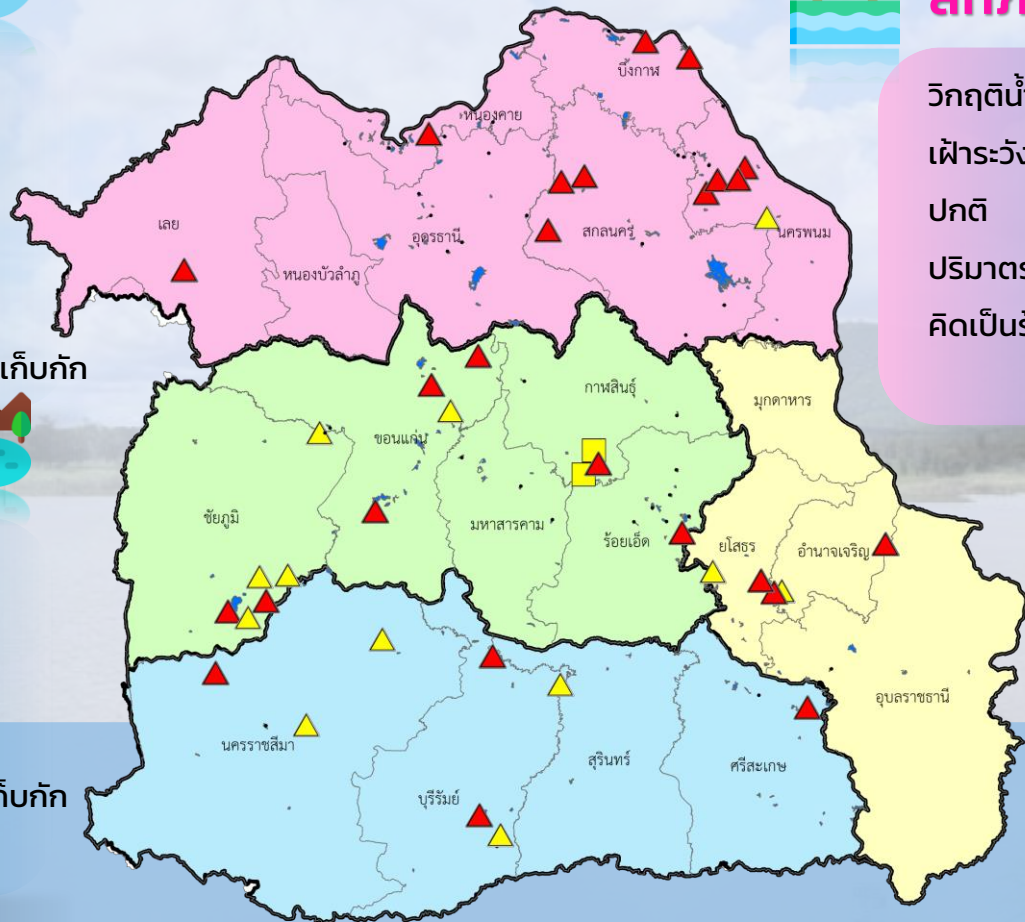 วิกฤติน้ำ
เฝ้าระวัง
ปกติ
ปริมาตร
คิดเป็นร้
บึงกาฬ
หนองคาย
เลย
อุดรธานี
สกลนคร
นครพนม
หนองบัวลำภู
เก็บกัก
กาฬสินธุ์
มุกดาหาร
ขอนแก่น
ชัยภูมิ
มหาสารคาม
ร้อยเอ็ด
ยโสธร
อำนาจเจริญ
อุบลราชธานี
นครราชสีมา
สุรินทร์
ศรีสะเกษ
ก็บกัก
บุรีรัมย์